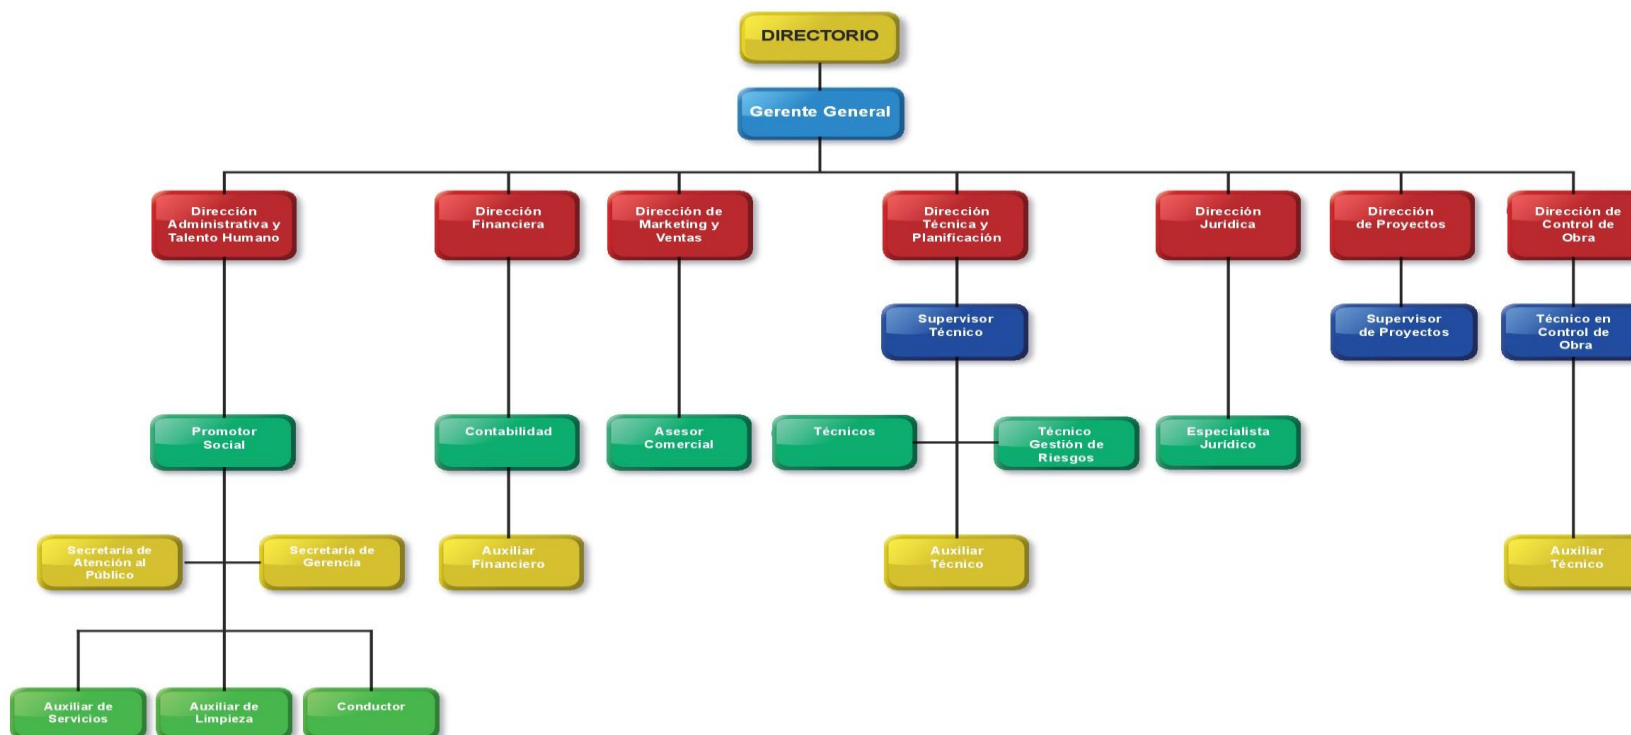 DIRECTORIO
Gerente General
Dirección
Administrativa y
Talento Humano
Dirección
Financiera
Dirección de
Marketing y
Ventas
Dirección
Técnica y
Planificación
Dirección
Jurídica
Dirección
de Proyectos
Dirección de
Control de
Obra
Supervisor
Técnico
Supervisor
de Proyectos
Técnico en
Control de
Obra
Promotor
Social
Contabilidad
Asesor
Comercial
Técnicos
Técnico
Gestión de
Riesgos
Especialista
Jurídico
Secretaría de
Atención al
Público
Secretaría de
Gerencia
Auxiliar
Financiero
Auxiliar
Técnico
Auxiliar
Técnico
Auxiliar de
Servicios
Auxiliar de
Limpieza
Conductor